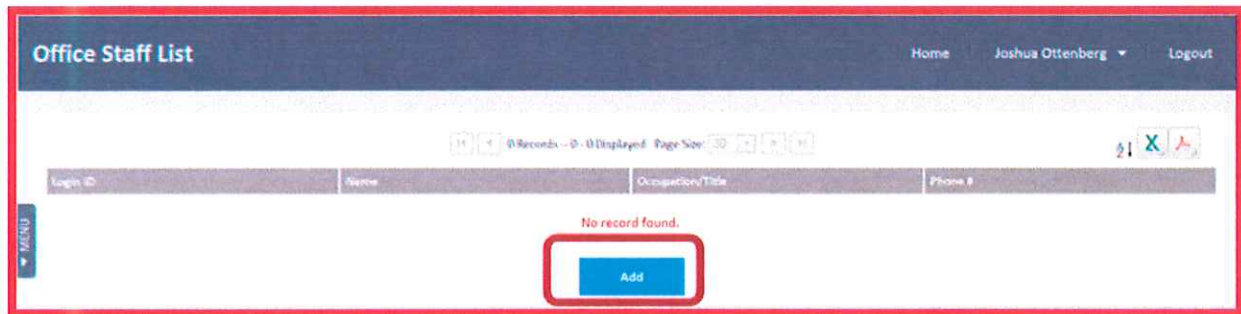 Office Staff List Home Joshua Ottenberg Logout
0 Records -- 0 - 0 Displayed Page Size: 30
Login ID Name Occupation/Title Phone #
MENU
No record found.
Add